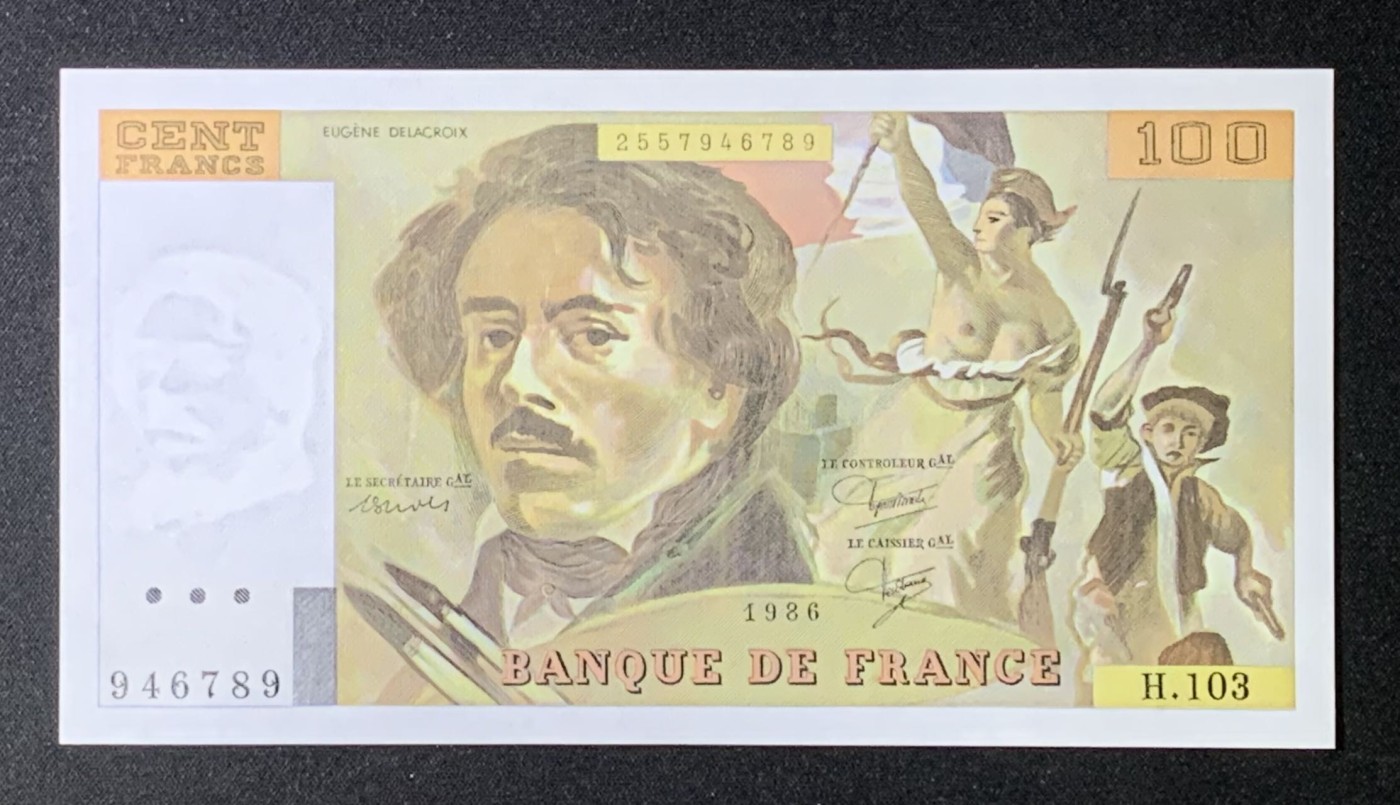 CENT
FRANCS
EUGÈNE DELACROIX
2557946789
100
LE SECRÉTAIRE GAL
LE CONTROLEUR GAL
LE CAISSIER GAL
1986
BANQUE DE FRANCE
946789
H.103